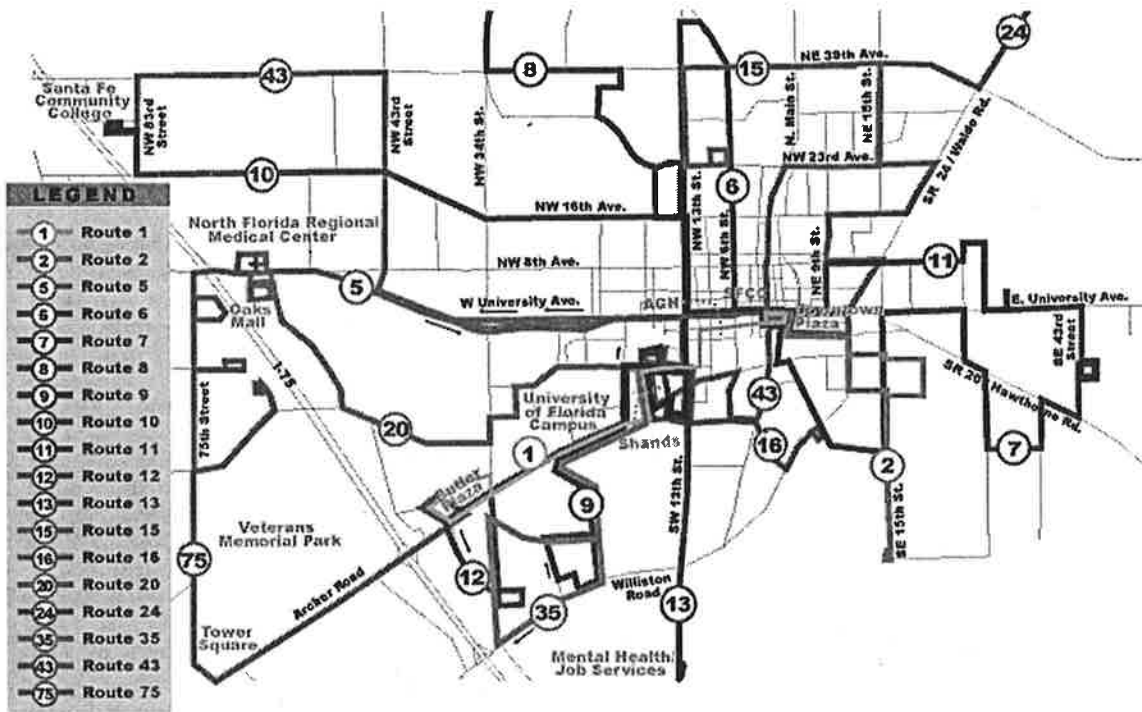 24
NE 39th Ave.
43
8
15
Santa Fe
Community
College
NW 83rd
Street
NW 43rd
Street
NW 34th St.
N. Main St.
NE 15th St.
SR 24 / Waldo Rd.
NW 23rd Ave.
10
6
NW 13th St.
NW 6th St.
NE 9th St.
NW 16th Ave.
LEGEND
1 Route 1
2 Route 2
5 Route 5
6 Route 6
7 Route 7
8 Route 8
9 Route 9
10 Route 10
11 Route 11
12 Route 12
13 Route 13
15 Route 15
16 Route 16
20 Route 20
24 Route 24
35 Route 35
43 Route 43
75 Route 75
North Florida Regional
Medical Center
NW 8th Ave.
11
5
W University Ave.
AGH
SFCC
E. University Ave.
Oaks
Mall
Downtown
Plaza
SE 43rd
Street
I-75
SR 20 / Hawthorne Rd.
75th Street
University
of Florida
Campus
43
20
Shands
16
1
7
2
Butler
Plaza
9
SW 13th St.
SE 15th St.
Veterans
Memorial Park
75
12
Archer Road
Williston
Road
35
13
Tower
Square
Mental Health/
Job Services